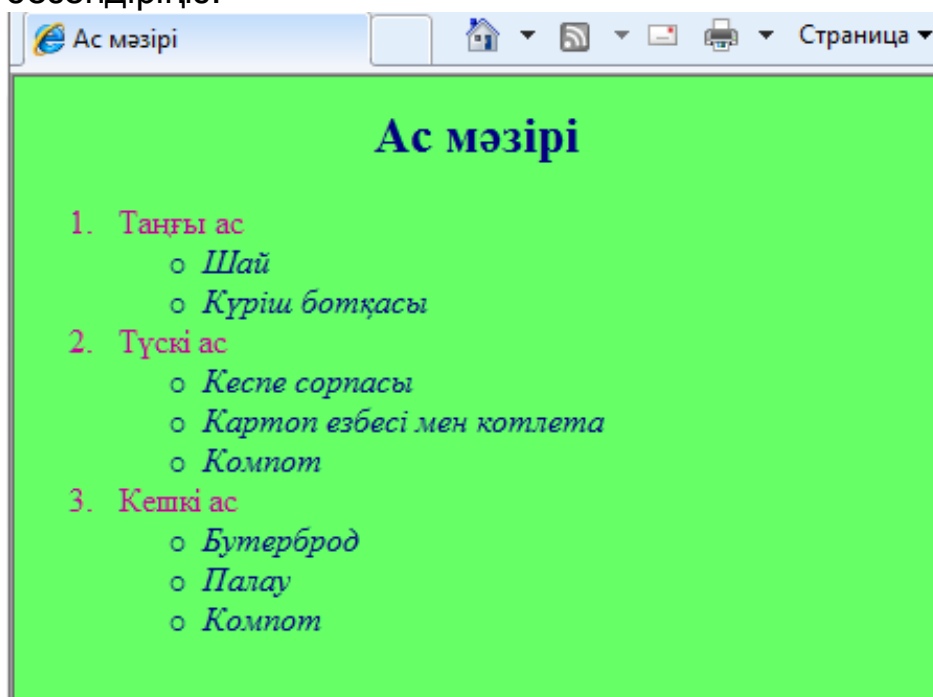 Ас мәзірі
Страница
Ас мәзірі
1. Таңғы ас
o Шай
o Күріш ботқасы
2. Түскі ас
o Кеспе сорпасы
o Картоп езбесі мен котлета
o Компот
3. Кешкі ас
o Бутерброд
o Палау
o Компот